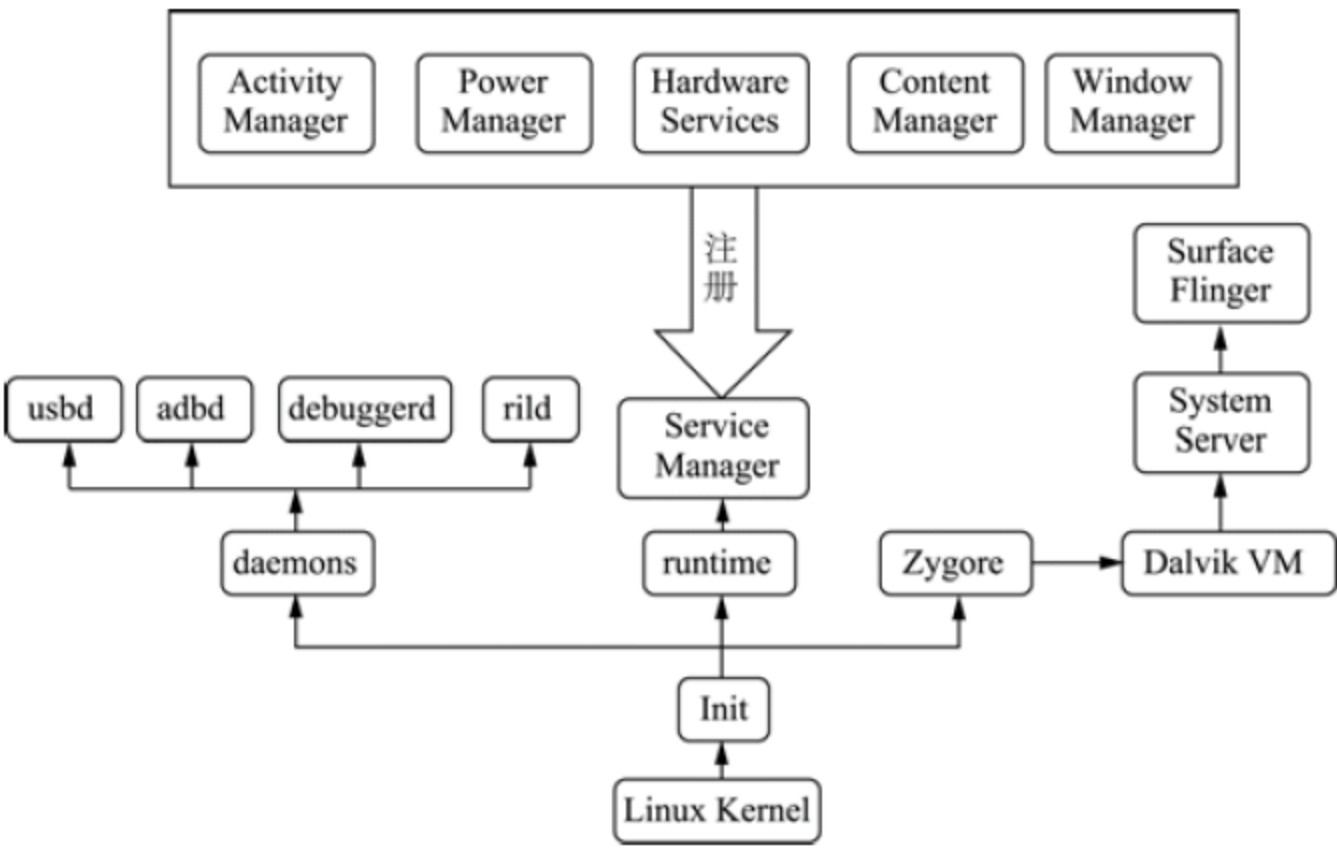 Activity
Manager
Power
Manager
Hardware
Services
Content
Manager
Window
Manager
注
册
Surface
Flinger
usbd
adbd
debuggerd
rild
Service
Manager
System
Server
daemons
runtime
Zygore
Dalvik VM
Init
Linux Kernel